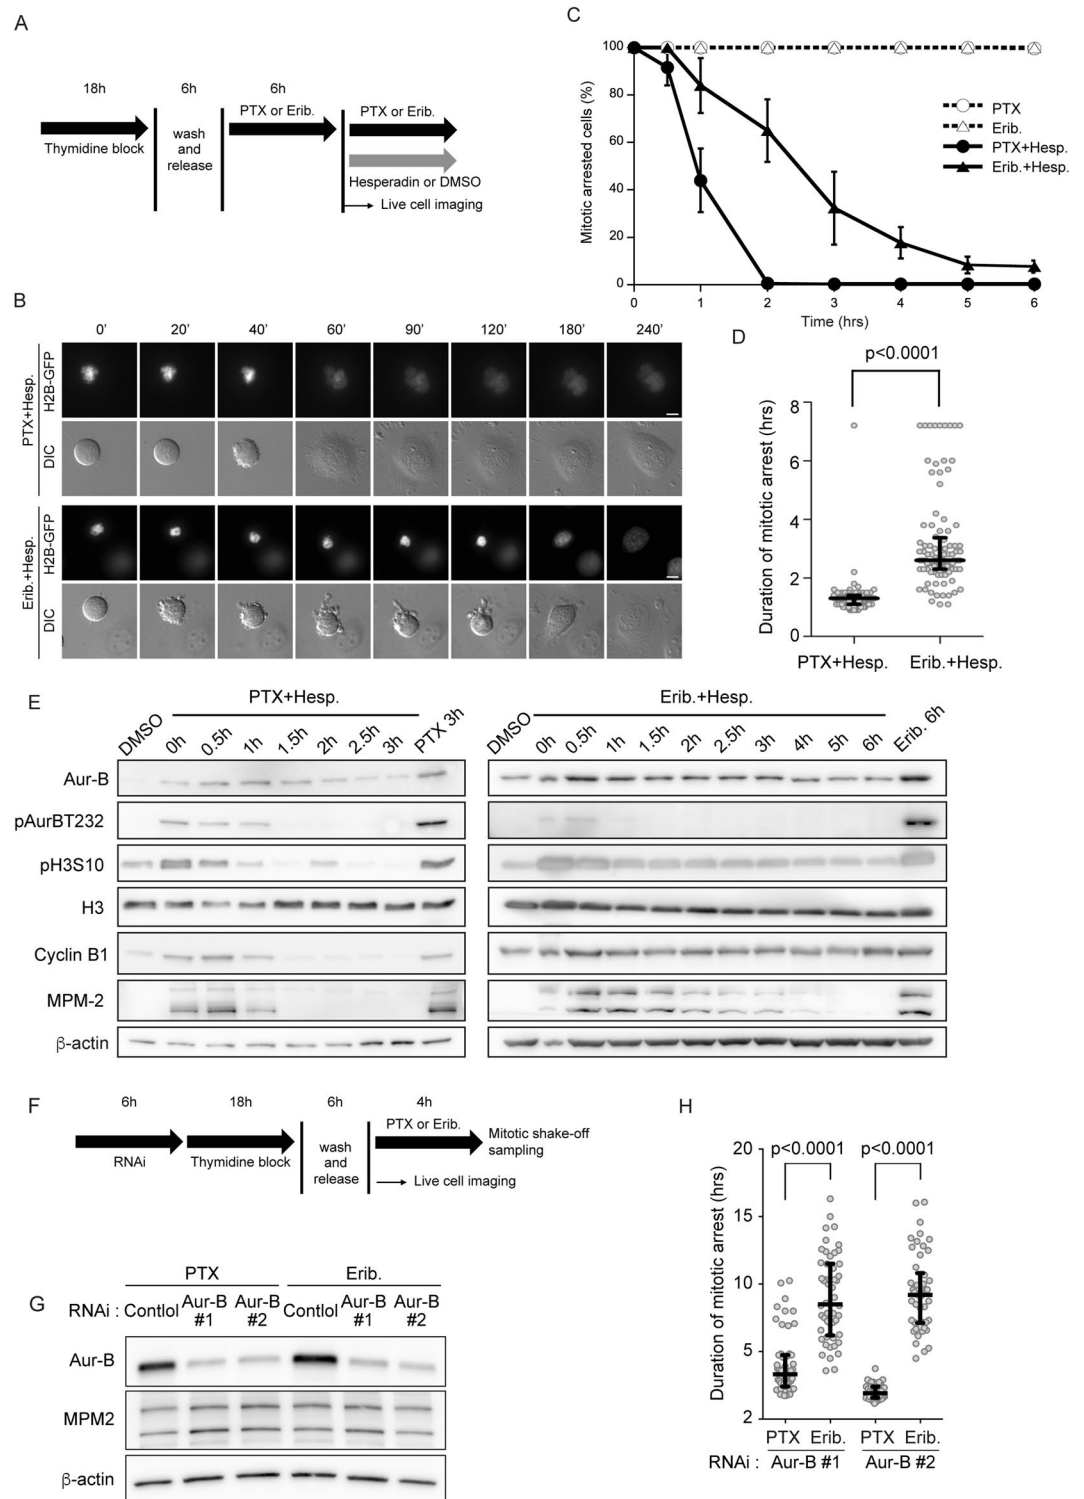 A
18h
6h
6h
PTX or Erib.
PTX or Erib.
Thymidine block
wash
and
release
Hesperadin or DMSO
Live cell imaging
B
0' 20' 40' 60' 90' 120' 180' 240'
PTX+Hesp.
H2B-GFP
DIC
Erib.+Hesp.
H2B-GFP
DIC
C
Mitotic arrested cells (%)
100
80
60
40
20
0
0 1 2 3 4 5 6
Time (hrs)
PTX
Erib.
PTX+Hesp.
Erib.+Hesp.
D
p<0.0001
Duration of mitotic arrest (hrs)
8
6
4
2
0
PTX+Hesp. Erib.+Hesp.
E
PTX+Hesp.
DMSO 0h 0.5h 1h 1.5h 2h 2.5h 3h PTX 3h
Erib.+Hesp.
DMSO 0h 0.5h 1h 1.5h 2h 2.5h 3h 4h 5h 6h Erib. 6h
Aur-B
pAurBT232
pH3S10
H3
Cyclin B1
MPM-2
β-actin
F
6h
18h
6h
4h
PTX or Erib.
RNAi
Thymidine block
wash
and
release
Mitotic shake-off
sampling
Live cell imaging
G
PTX Erib.
RNAi : Contlol Aur-B #1 Aur-B #2 Contlol Aur-B #1 Aur-B #2
Aur-B
MPM2
β-actin
H
Duration of mitotic arrest (hrs)
20
15
10
5
2
p<0.0001 p<0.0001
PTX Erib. PTX Erib.
RNAi : Aur-B #1 Aur-B #2